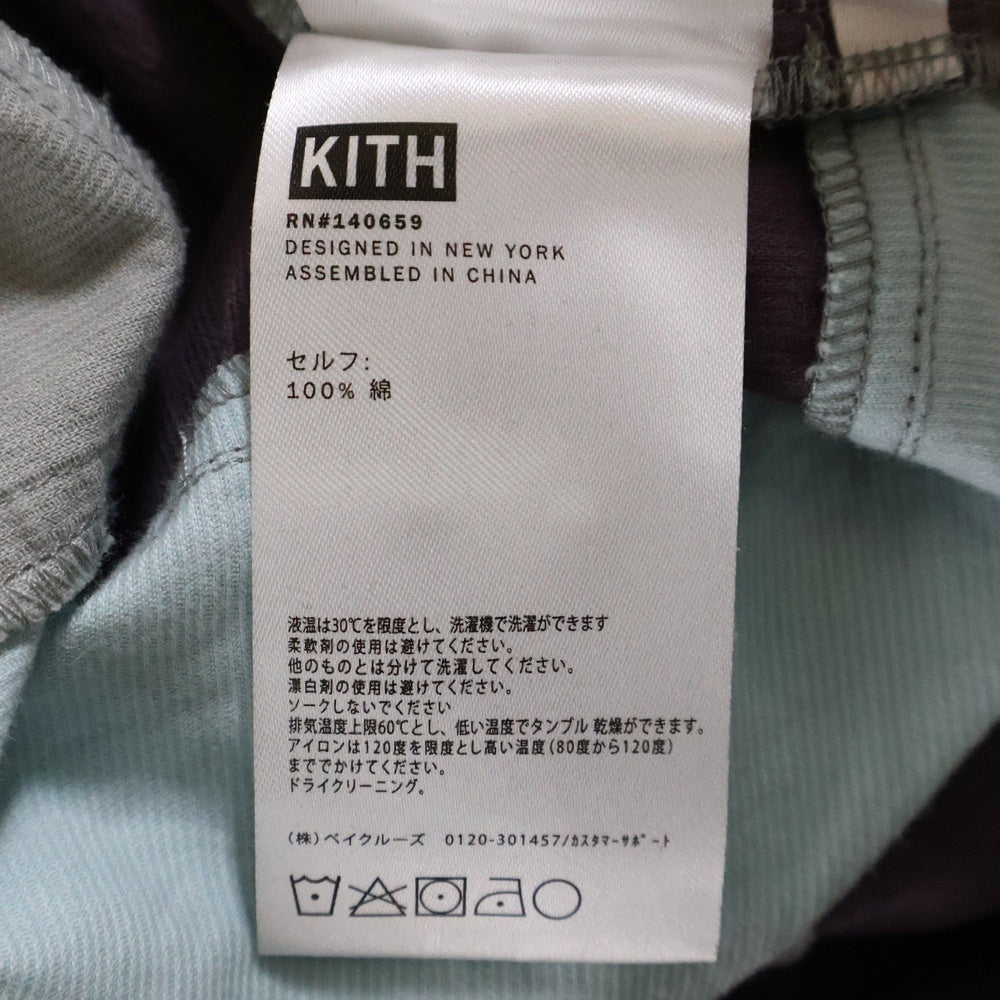 KITH
RN#140659
DESIGNED IN NEW YORK
ASSEMBLED IN CHINA
セルフ:
100% 綿
液温は30℃を限度とし、洗濯機で洗濯ができます
柔軟剤の使用は避けてください。
他のものとは分けて洗濯してください。
漂白剤の使用は避けてください。
ソークしないでください
排気温度上限60℃とし、低い温度でタンブル 乾燥ができます。
アイロンは120度を限度とし高い温度(80度から120度)
まででかけてください。
ドライクリーニング。
(株)ベイクルーズ 0120-301457/ｶｽﾀﾏｰｻﾎﾟｰﾄ